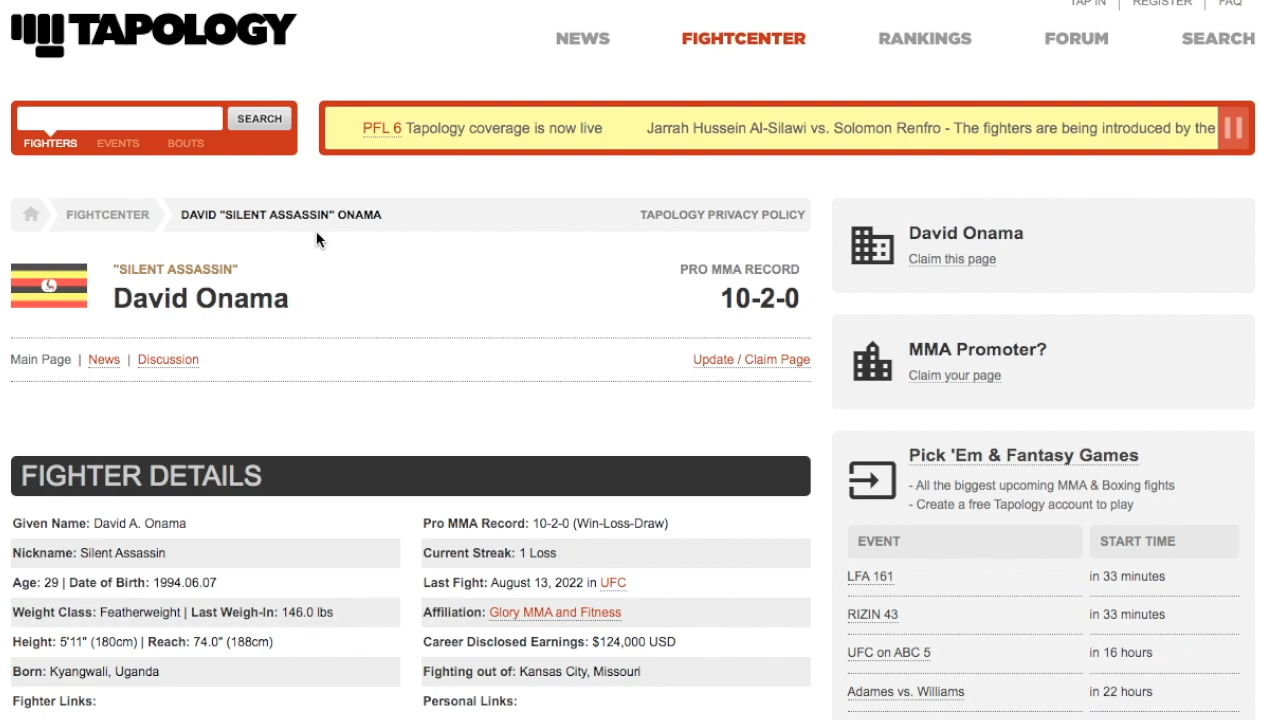 TAP IN | REGISTER | FAQ
TAPOLOGY
NEWS FIGHTCENTER RANKINGS FORUM SEARCH
SEARCH
FIGHTERS EVENTS BOUTS
PFL 6 Tapology coverage is now live Jarrah Hussein Al-Silawi vs. Solomon Renfro - The fighters are being introduced by the
FIGHTCENTER DAVID "SILENT ASSASSIN" ONAMA TAPOLOGY PRIVACY POLICY
"SILENT ASSASSIN" PRO MMA RECORD
David Onama 10-2-0
Main Page | News | Discussion Update / Claim Page
FIGHTER DETAILS
Given Name: David A. Onama
Nickname: Silent Assassin
Age: 29 | Date of Birth: 1994.06.07
Weight Class: Featherweight | Last Weigh-In: 146.0 lbs
Height: 5'11" (180cm) | Reach: 74.0" (188cm)
Born: Kyangwali, Uganda
Fighter Links:
Pro MMA Record: 10-2-0 (Win-Loss-Draw)
Current Streak: 1 Loss
Last Fight: August 13, 2022 in UFC
Affiliation: Glory MMA and Fitness
Career Disclosed Earnings: $124,000 USD
Fighting out of: Kansas City, Missouri
Personal Links:
David Onama
Claim this page
MMA Promoter?
Claim your page
Pick 'Em & Fantasy Games
- All the biggest upcoming MMA & Boxing fights
- Create a free Tapology account to play
EVENT START TIME
LFA 161 in 33 minutes
RIZIN 43 in 33 minutes
UFC on ABC 5 in 16 hours
Adames vs. Williams in 22 hours